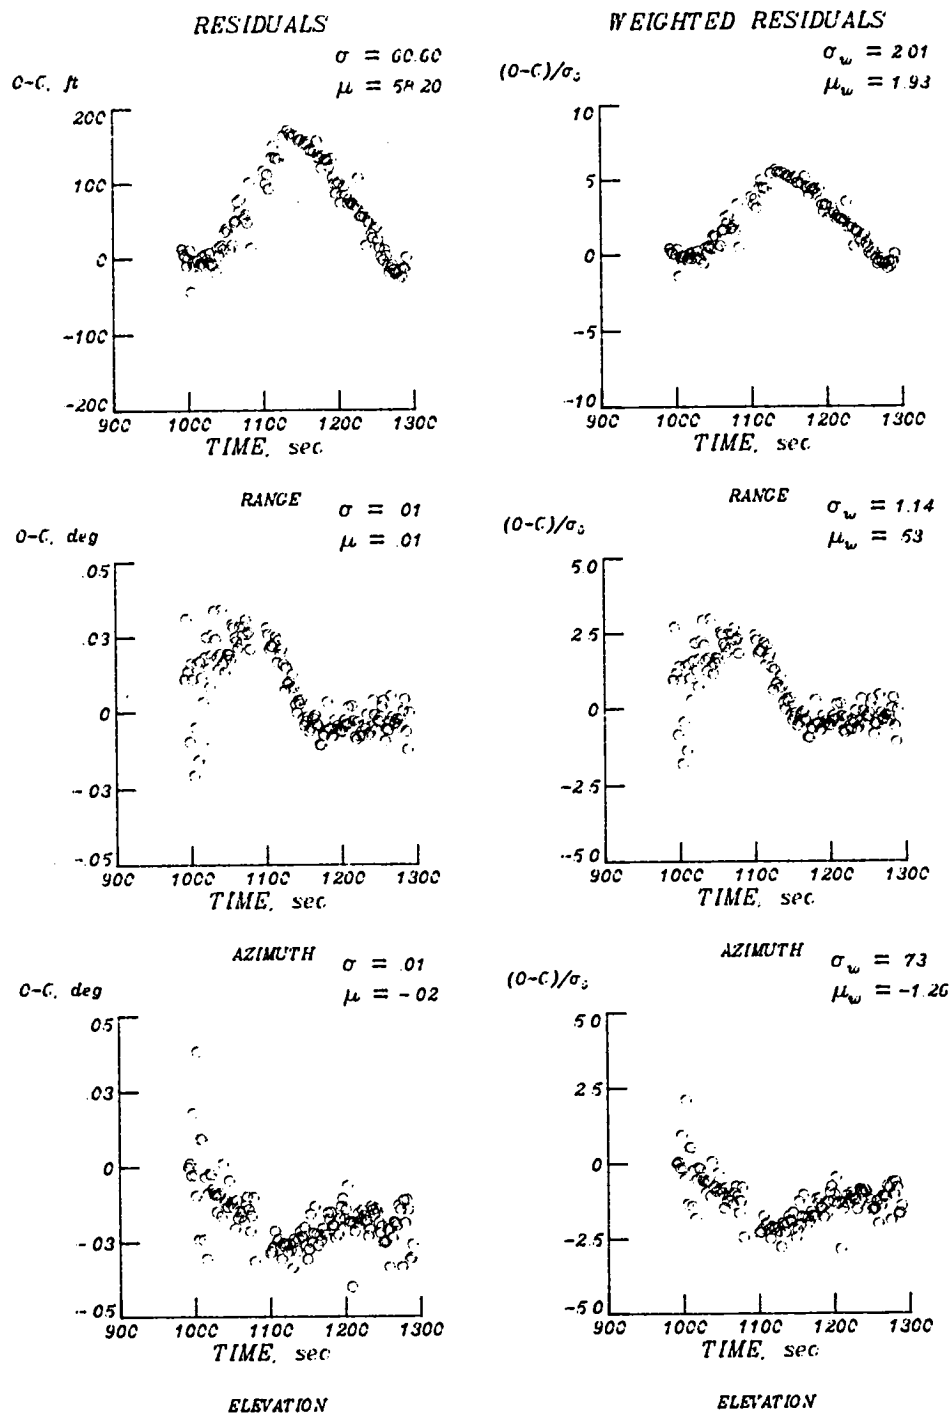 RESIDUALS
WEIGHTED RESIDUALS
σ = 60.60
μ = 58.20
O-C, ft
σw = 2.01
μw = 1.93
(O-C)/σ
200
100
0
-100
-200
900 1000 1100 1200 1300
TIME, sec
RANGE
10
5
0
-5
-10
900 1000 1100 1200 1300
TIME, sec
RANGE
σ = .01
μ = .01
O-C, deg
σw = 1.14
μw = .53
(O-C)/σ
.05
.03
0
-.03
-.05
900 1000 1100 1200 1300
TIME, sec
AZIMUTH
5.0
2.5
0
-2.5
-5.0
900 1000 1100 1200 1300
TIME, sec
AZIMUTH
σ = .01
μ = -.02
O-C, deg
σw = .73
μw = -1.26
(O-C)/σ
.05
.03
0
-.03
-.05
900 1000 1100 1200 1300
TIME, sec
ELEVATION
5.0
2.5
0
-2.5
-5.0
900 1000 1100 1200 1300
TIME, sec
ELEVATION